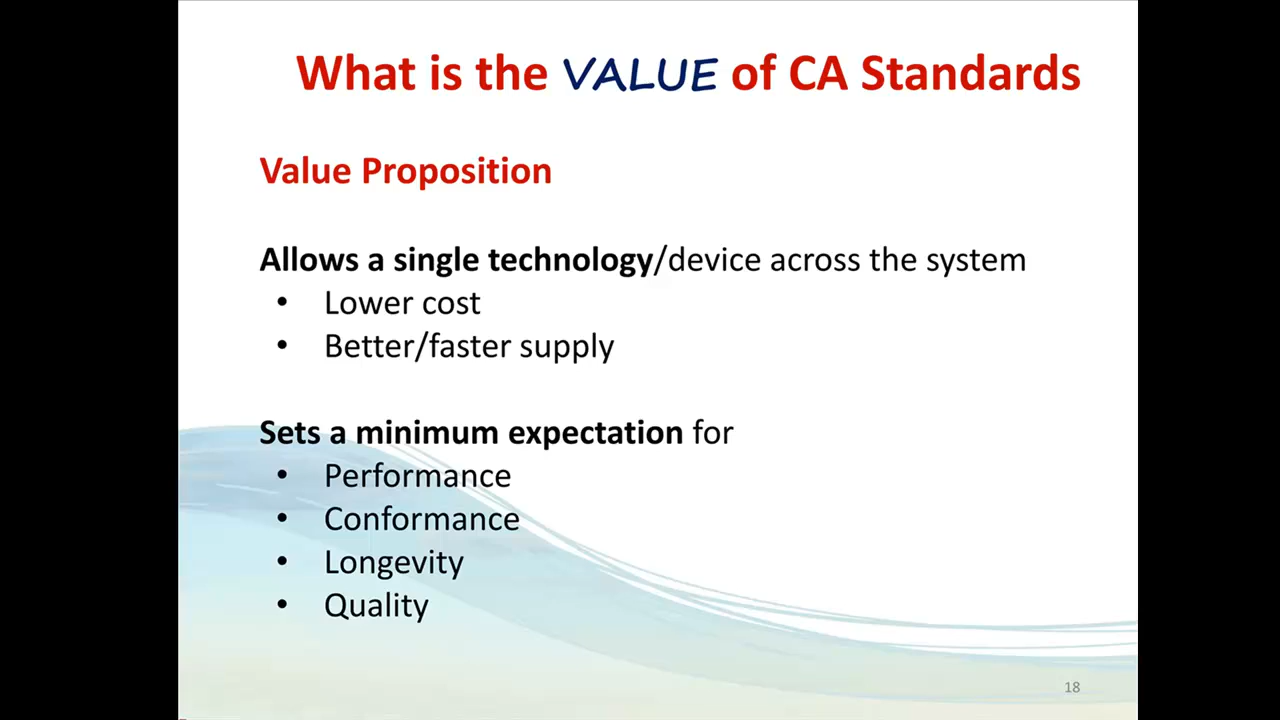 What is the VALUE of CA Standards
Value Proposition
Allows a single technology/device across the system
• Lower cost
• Better/faster supply
Sets a minimum expectation for
• Performance
• Conformance
• Longevity
• Quality
18